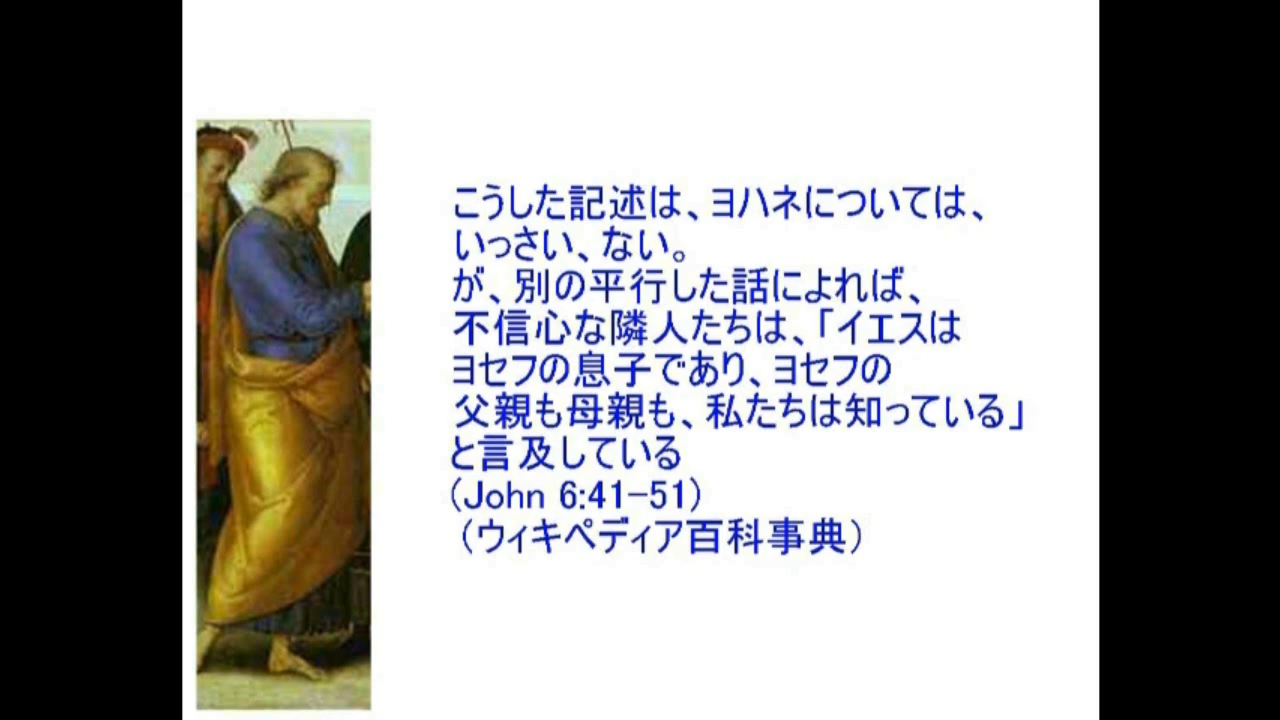 こうした記述は、ヨハネについては、
いっさい、ない。
が、別の平行した話によれば、
不信心な隣人たちは、「イエスは
ヨセフの息子であり、ヨセフの
父親も母親も、私たちは知っている」
と言及している
(John 6:41-51)
(ウィキペディア百科事典)